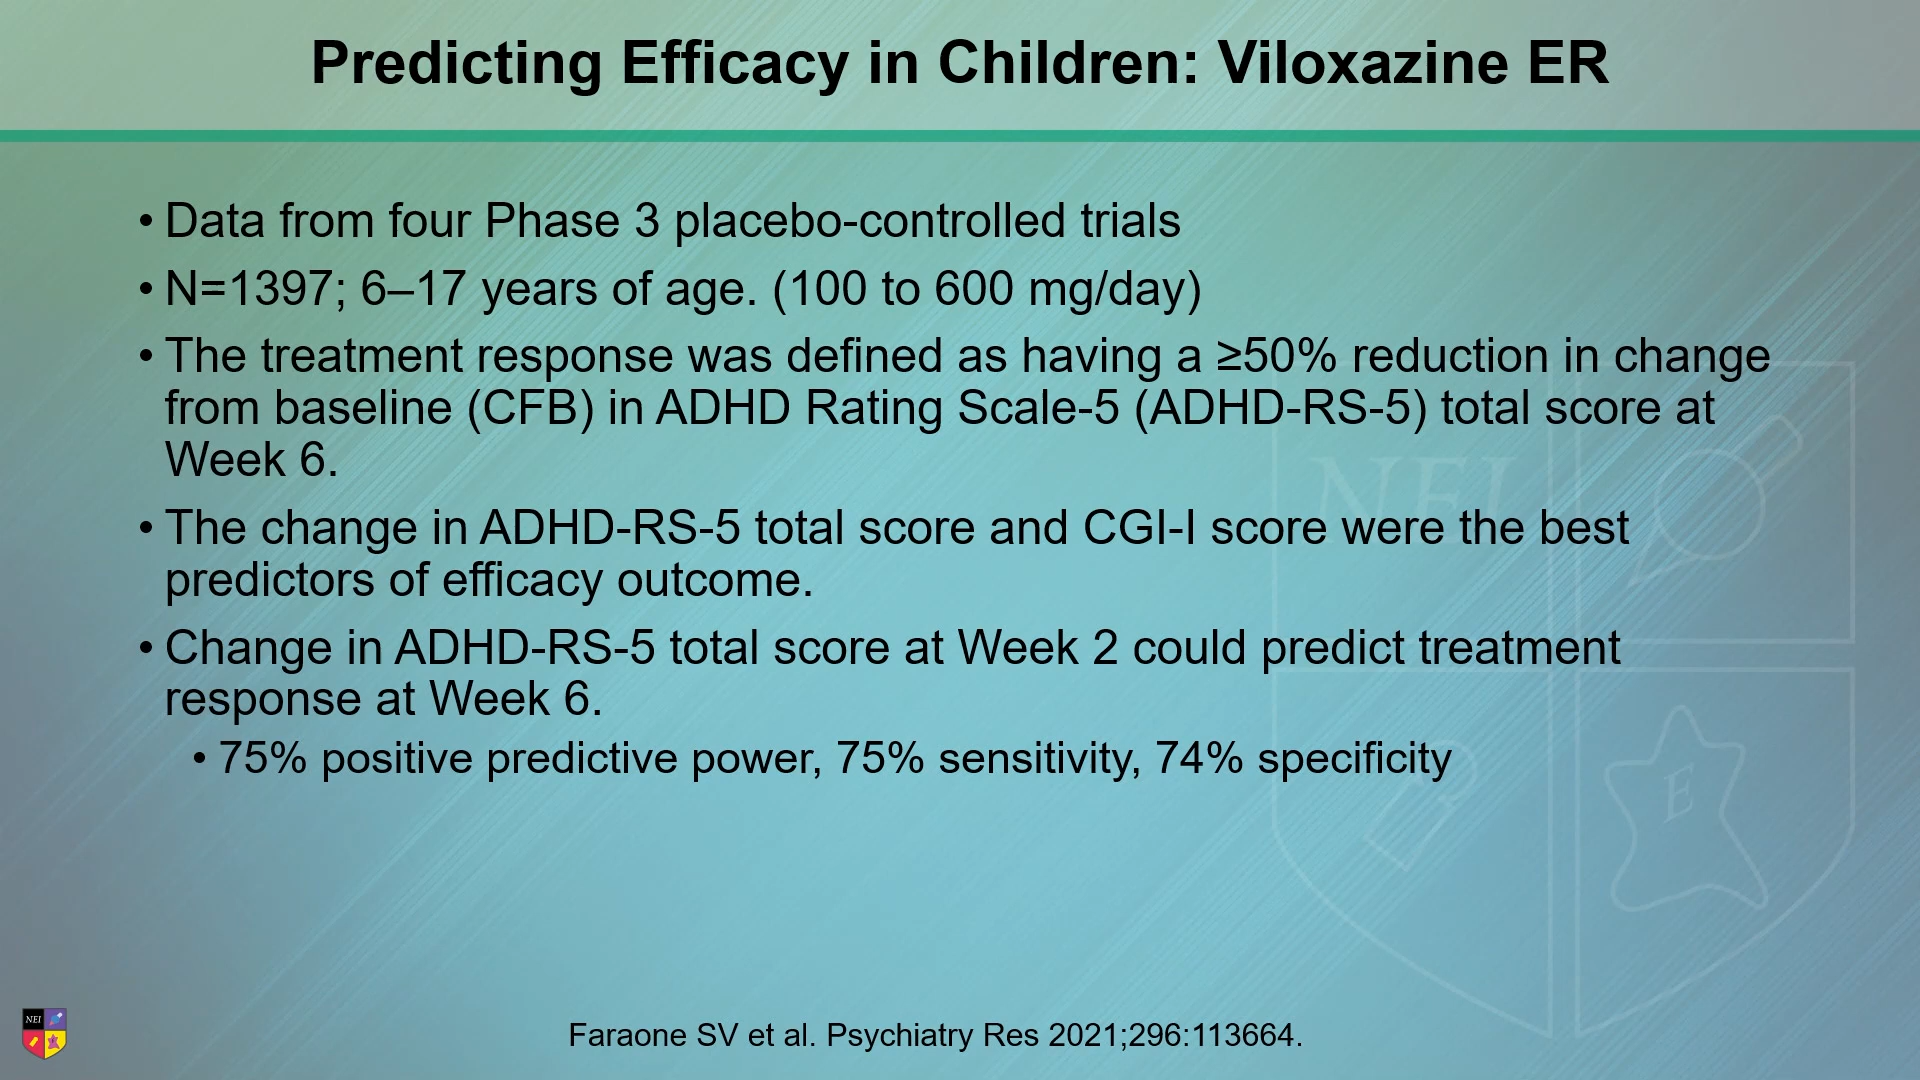 Predicting Efficacy in Children: Viloxazine ER
• Data from four Phase 3 placebo-controlled trials
• N=1397; 6–17 years of age. (100 to 600 mg/day)
• The treatment response was defined as having a ≥50% reduction in change
from baseline (CFB) in ADHD Rating Scale-5 (ADHD-RS-5) total score at
Week 6.
• The change in ADHD-RS-5 total score and CGI-I score were the best
predictors of efficacy outcome.
• Change in ADHD-RS-5 total score at Week 2 could predict treatment
response at Week 6.
• 75% positive predictive power, 75% sensitivity, 74% specificity
NEI
E
NEI
Faraone SV et al. Psychiatry Res 2021;296:113664.